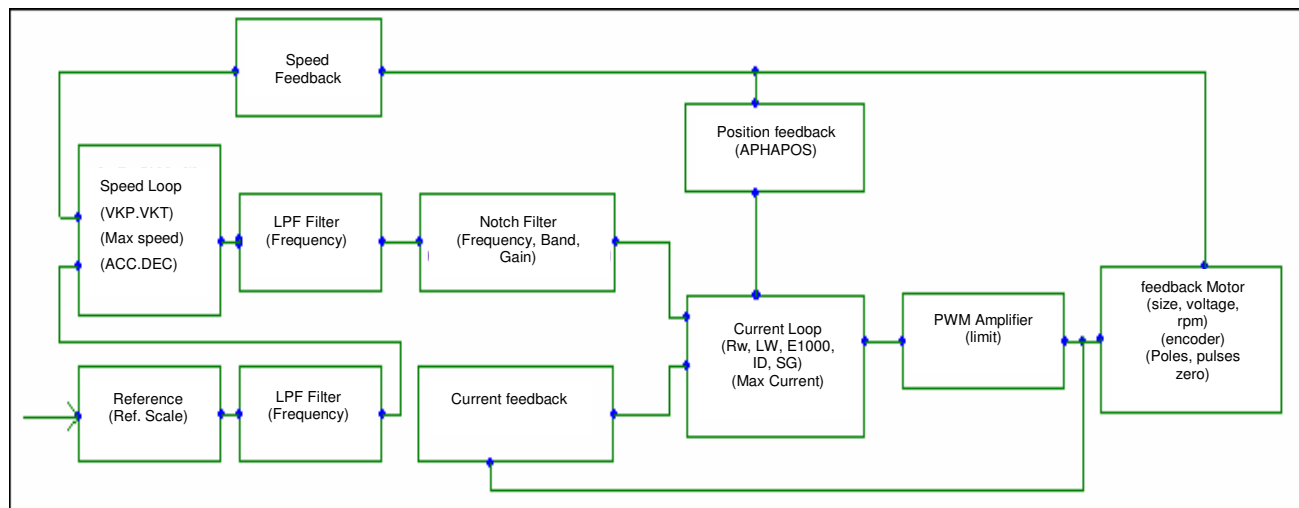 Speed
Feedback
Position feedback
(APHAPOS)
Speed Loop
(VKP.VKT)
(Max speed)
(ACC.DEC)
LPF Filter
(Frequency)
Notch Filter
(Frequency, Band,
Gain)
Current Loop
(Rw, LW, E1000,
ID, SG)
(Max Current)
PWM Amplifier
(limit)
feedback Motor
(size, voltage,
rpm)
(encoder)
(Poles, pulses
zero)
Reference
(Ref. Scale)
LPF Filter
(Frequency)
Current feedback